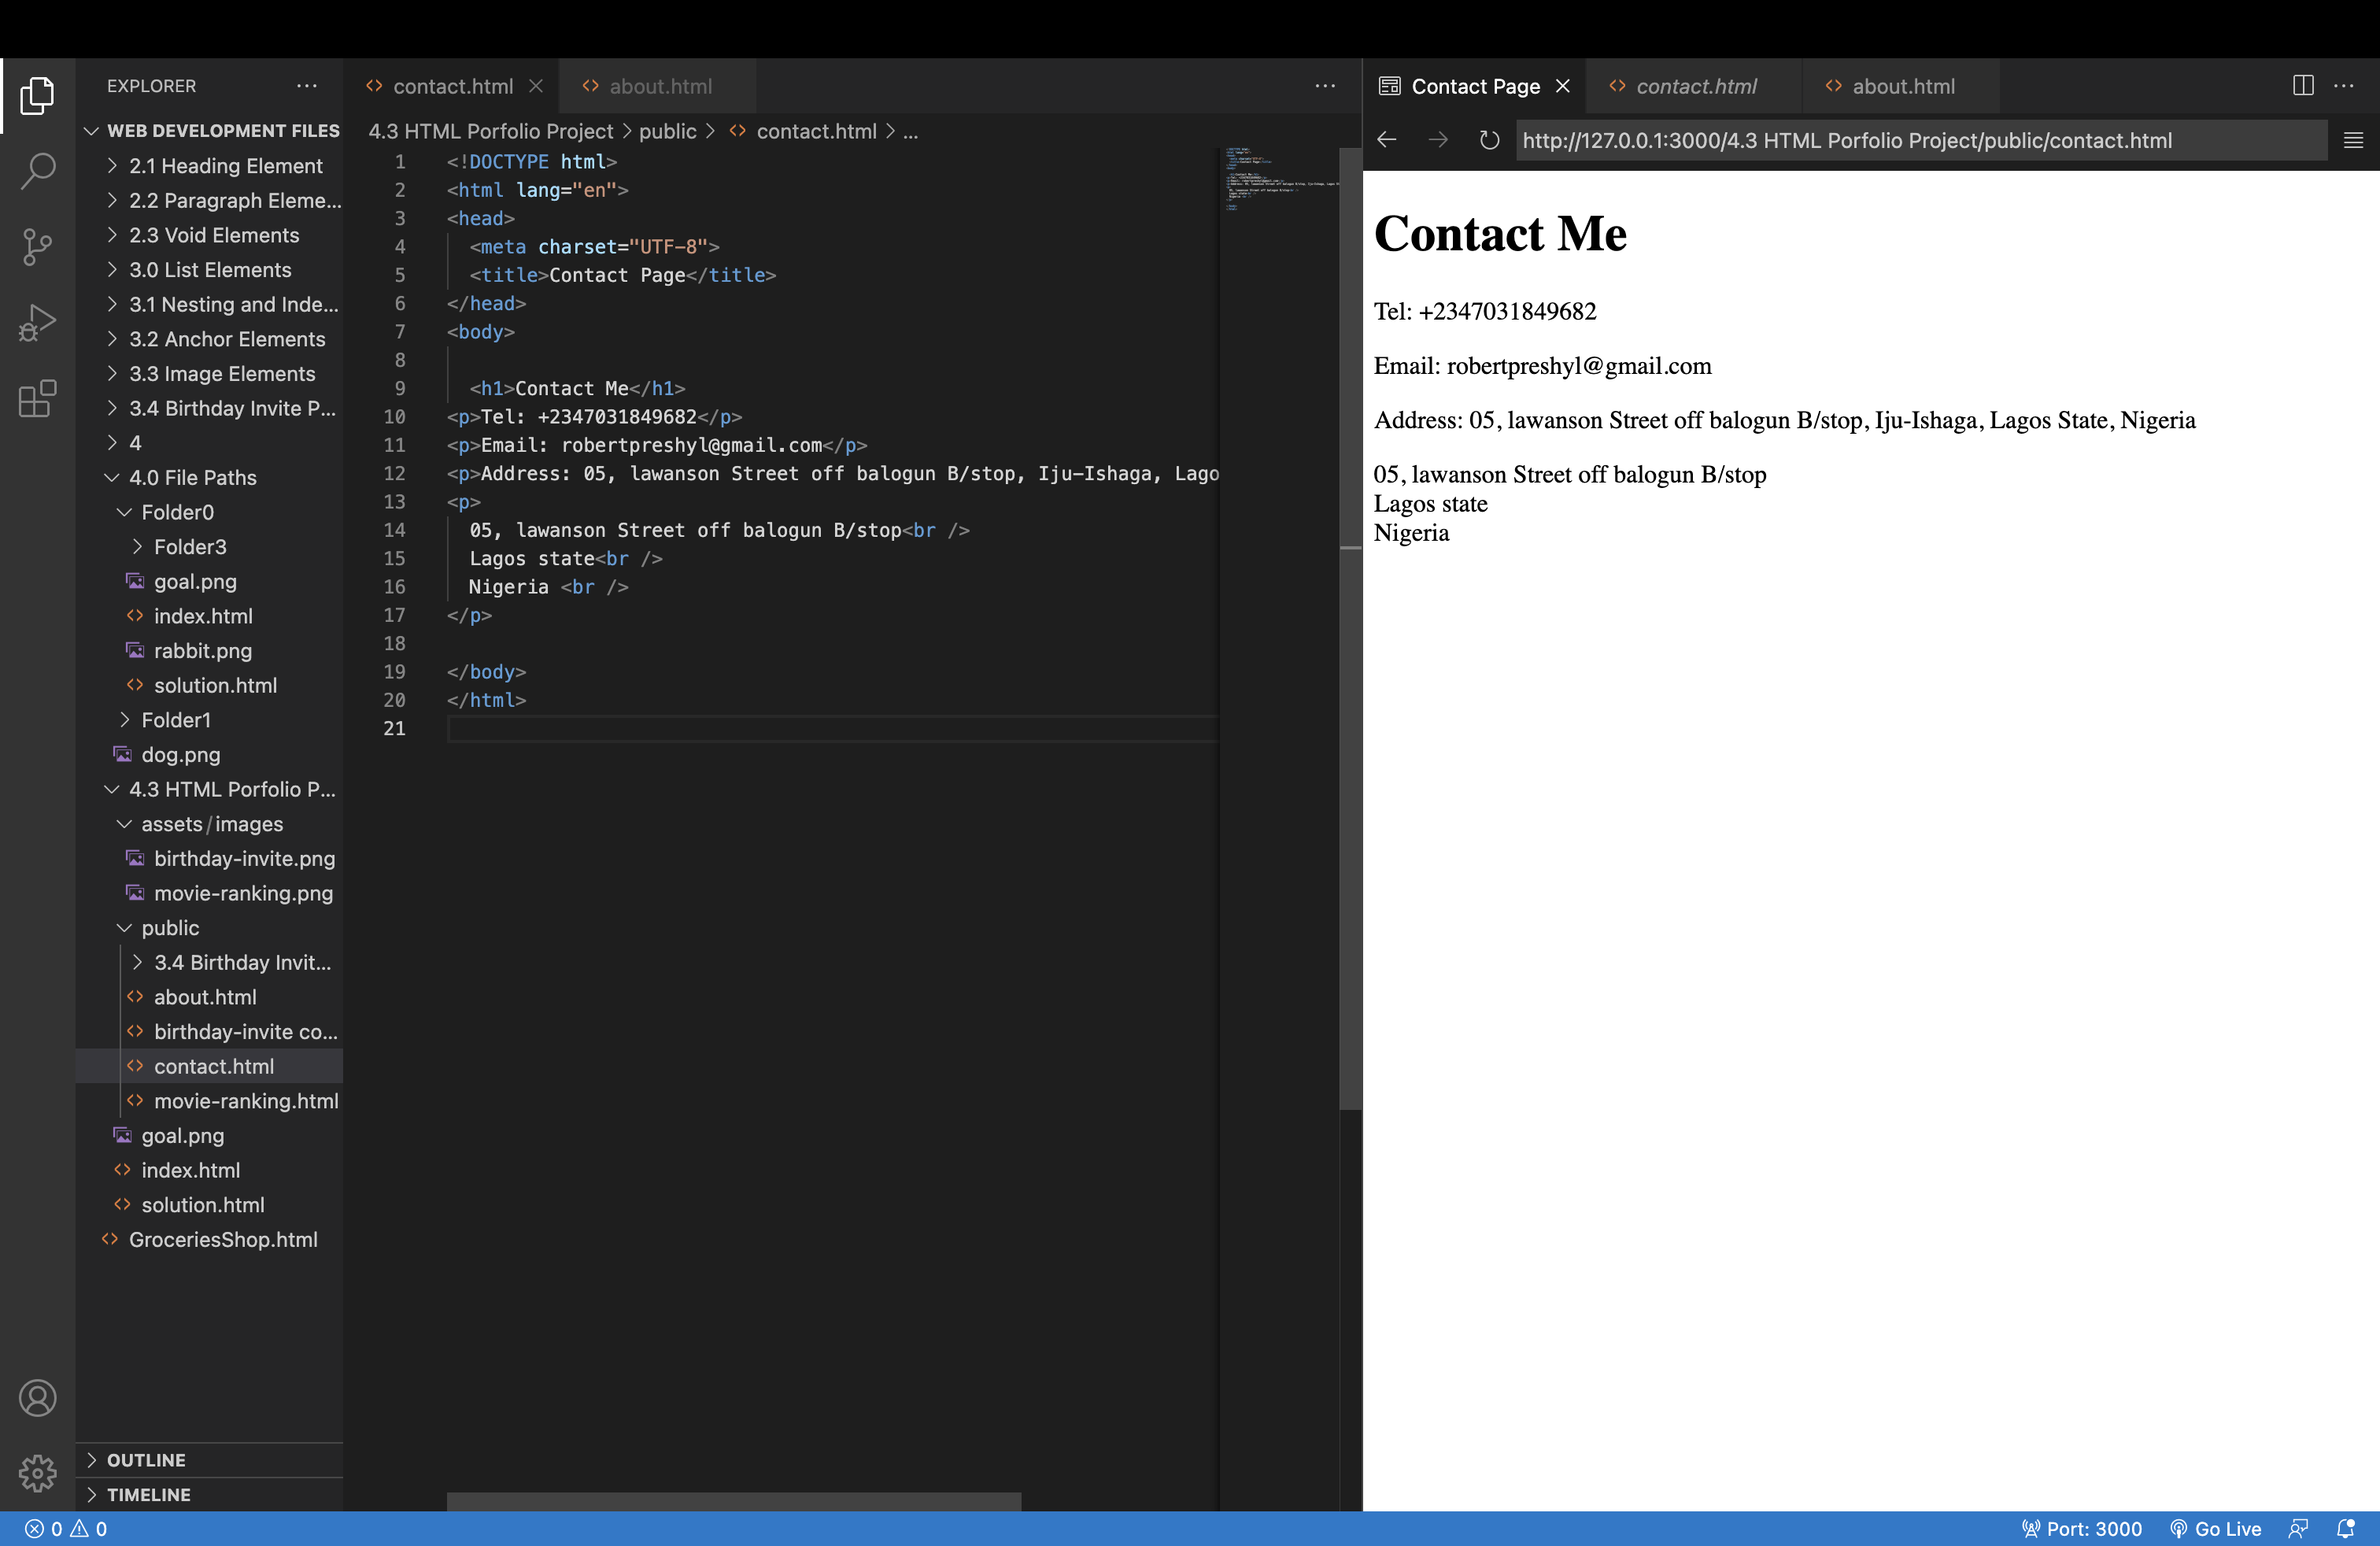 EXPLORER
WEB DEVELOPMENT FILES
2.1 Heading Element
2.2 Paragraph Eleme...
2.3 Void Elements
3.0 List Elements
3.1 Nesting and Inde...
3.2 Anchor Elements
3.3 Image Elements
3.4 Birthday Invite P...
4
4.0 File Paths
Folder0
Folder3
goal.png
index.html
rabbit.png
solution.html
Folder1
dog.png
4.3 HTML Porfolio P...
assets/images
birthday-invite.png
movie-ranking.png
public
3.4 Birthday Invit...
about.html
birthday-invite co...
contact.html
movie-ranking.html
goal.png
index.html
solution.html
GroceriesShop.html
OUTLINE
TIMELINE
contact.html
about.html
4.3 HTML Porfolio Project > public > contact.html > ...
1 <!DOCTYPE html>
2 <html lang="en">
3 <head>
4 <meta charset="UTF-8">
5 <title>Contact Page</title>
6 </head>
7 <body>
8
9 <h1>Contact Me</h1>
10 <p>Tel: +2347031849682</p>
11 <p>Email: robertpreshyl@gmail.com</p>
12 <p>Address: 05, lawanson Street off balogun B/stop, Iju-Ishaga, Lago
13 <p>
14 05, lawanson Street off balogun B/stop<br />
15 Lagos state<br />
16 Nigeria <br />
17 </p>
18
19 </body>
20 </html>
21
Contact Page
contact.html
about.html
http://127.0.0.1:3000/4.3 HTML Porfolio Project/public/contact.html
Contact Me
Tel: +2347031849682
Email: robertpreshyl@gmail.com
Address: 05, lawanson Street off balogun B/stop, Iju-Ishaga, Lagos State, Nigeria
05, lawanson Street off balogun B/stop
Lagos state
Nigeria
0 0
Port: 3000
Go Live